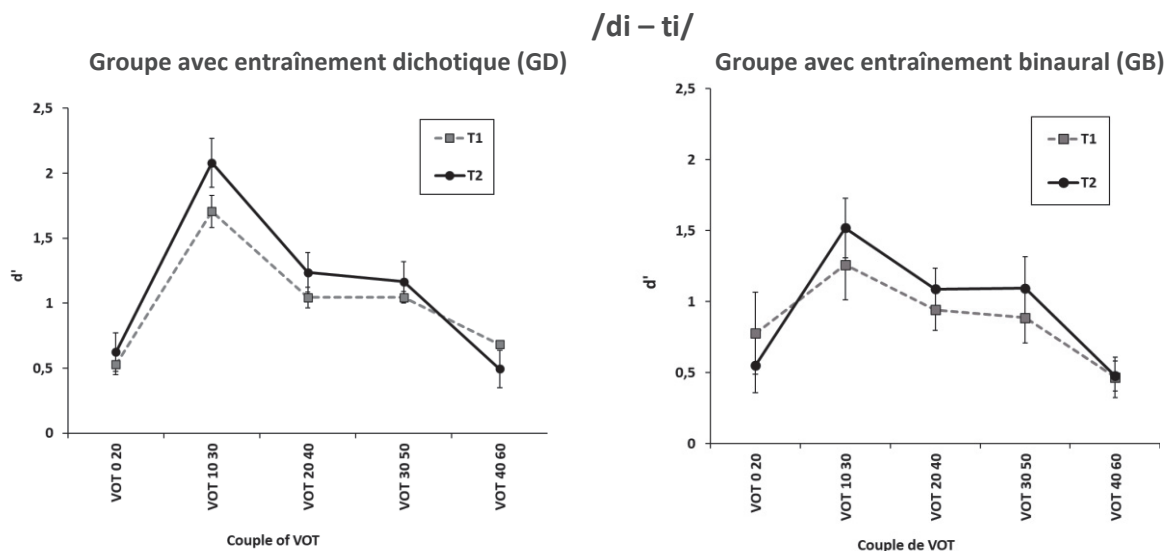 /di – ti/
Groupe avec entraînement dichotique (GD)
2,5
2
1,5
1
0,5
0
d'
T1
T2
VOT 0 20
VOT 10 30
VOT 20 40
VOT 30 50
VOT 40 60
Couple of VOT
Groupe avec entraînement binaural (GB)
2,5
2
1,5
1
0,5
0
d'
T1
T2
VOT 0 20
VOT 10 30
VOT 20 40
VOT 30 50
VOT 40 60
Couple de VOT